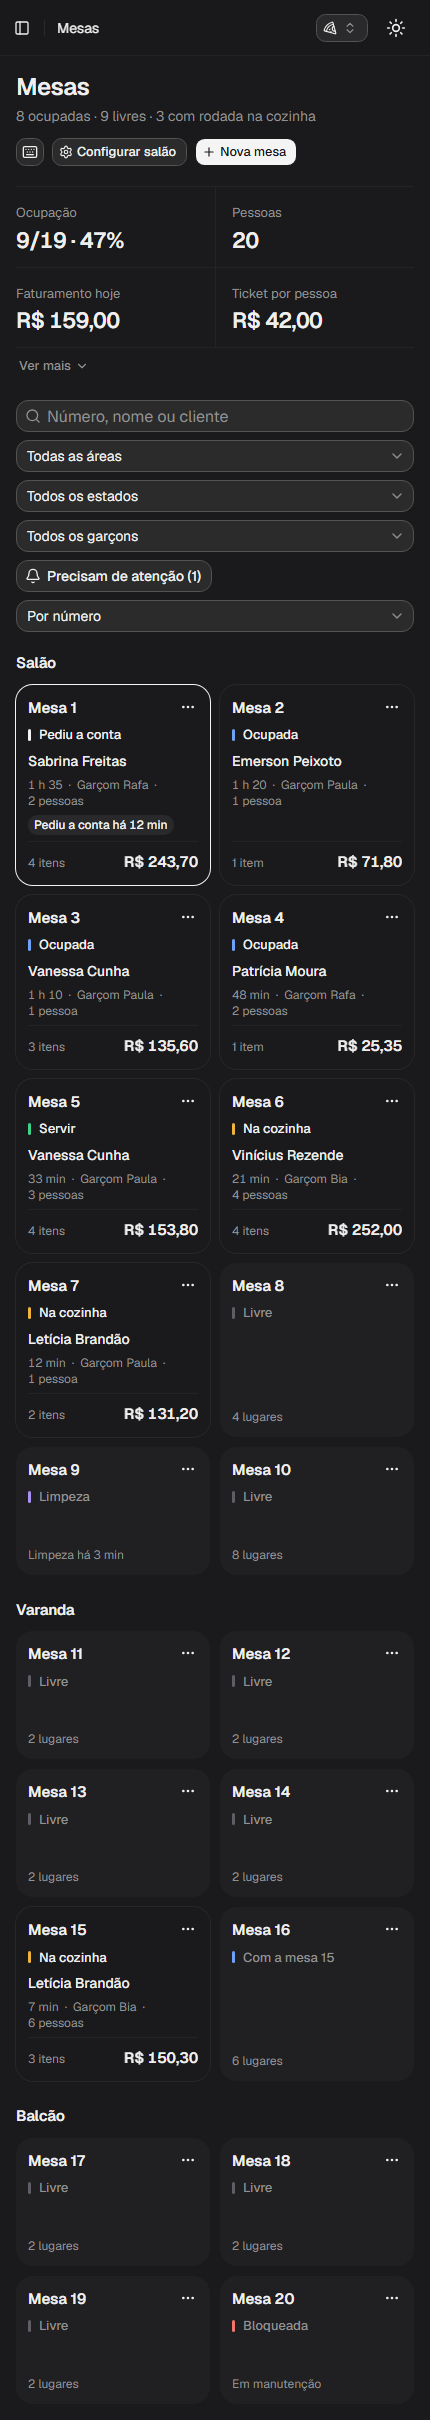 Mesas
Mesas
8 ocupadas · 9 livres · 3 com rodada na cozinha
Configurar salão
Nova mesa
Ocupação
9/19 · 47%
Pessoas
20
Faturamento hoje
R$ 159,00
Ticket por pessoa
R$ 42,00
Ver mais
Número, nome ou cliente
Todas as áreas
Todos os estados
Todos os garçons
Precisam de atenção (1)
Por número
Salão
Mesa 1
Pediu a conta
Sabrina Freitas
1 h 35 · Garçom Rafa ·
2 pessoas
Pediu a conta há 12 min
4 itens
R$ 243,70
Mesa 2
Ocupada
Emerson Peixoto
1 h 20 · Garçom Paula ·
1 pessoa
1 item
R$ 71,80
Mesa 3
Ocupada
Vanessa Cunha
1 h 10 · Garçom Paula ·
1 pessoa
3 itens
R$ 135,60
Mesa 4
Ocupada
Patrícia Moura
48 min · Garçom Rafa ·
2 pessoas
1 item
R$ 25,35
Mesa 5
Servir
Vanessa Cunha
33 min · Garçom Paula ·
3 pessoas
4 itens
R$ 153,80
Mesa 6
Na cozinha
Vinícius Rezende
21 min · Garçom Bia ·
4 pessoas
4 itens
R$ 252,00
Mesa 7
Na cozinha
Letícia Brandão
12 min · Garçom Paula ·
1 pessoa
2 itens
R$ 131,20
Mesa 8
Livre
4 lugares
Mesa 9
Limpeza
Limpeza há 3 min
Mesa 10
Livre
8 lugares
Varanda
Mesa 11
Livre
2 lugares
Mesa 12
Livre
2 lugares
Mesa 13
Livre
2 lugares
Mesa 14
Livre
2 lugares
Mesa 15
Na cozinha
Letícia Brandão
7 min · Garçom Bia ·
6 pessoas
3 itens
R$ 150,30
Mesa 16
Com a mesa 15
6 lugares
Balcão
Mesa 17
Livre
2 lugares
Mesa 18
Livre
2 lugares
Mesa 19
Livre
2 lugares
Mesa 20
Bloqueada
Em manutenção